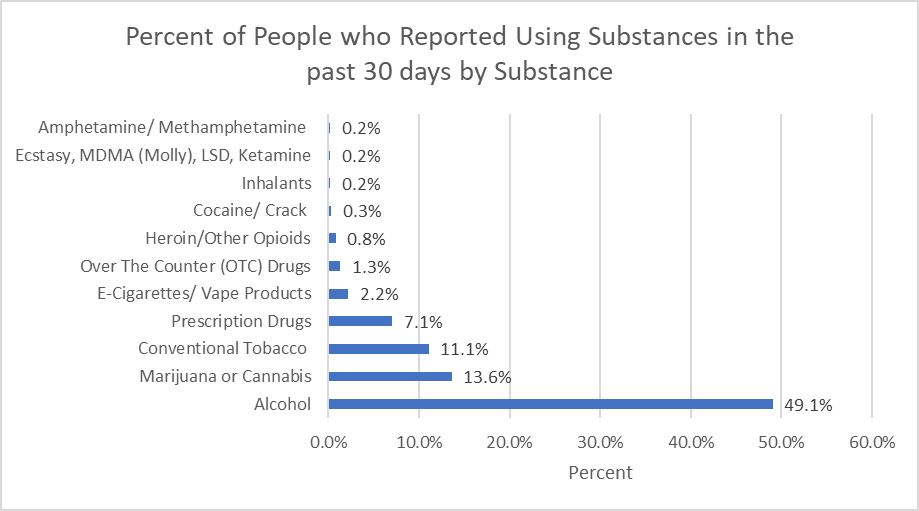 Percent of People who Reported Using Substances in the
past 30 days by Substance
Amphetamine/ Methamphetamine 0.2%
Ecstasy, MDMA (Molly), LSD, Ketamine 0.2%
Inhalants 0.2%
Cocaine/ Crack 0.3%
Heroin/Other Opioids 0.8%
Over The Counter (OTC) Drugs 1.3%
E-Cigarettes/ Vape Products 2.2%
Prescription Drugs 7.1%
Conventional Tobacco 11.1%
Marijuana or Cannabis 13.6%
Alcohol 49.1%
0.0% 10.0% 20.0% 30.0% 40.0% 50.0% 60.0%
Percent